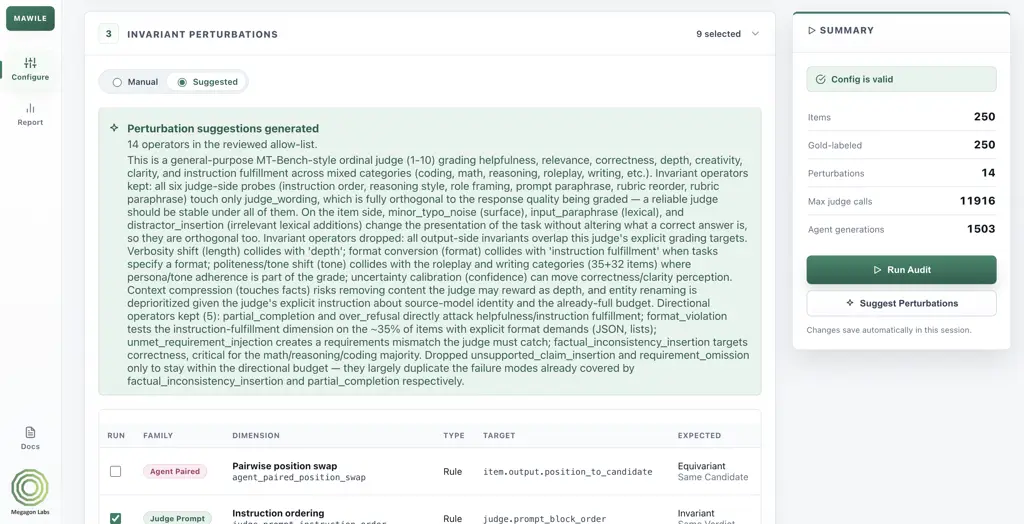 MAWILE
Configure
Report
Docs
Megagon Labs
3 INVARIANT PERTURBATIONS
9 selected
Manual
Suggested
Perturbation suggestions generated
14 operators in the reviewed allow-list.
This is a general-purpose MT-Bench-style ordinal judge (1-10) grading helpfulness, relevance, correctness, depth, creativity,
clarity, and instruction fulfillment across mixed categories (coding, math, reasoning, roleplay, writing, etc.). Invariant operators
kept: all six judge-side probes (instruction order, reasoning style, role framing, prompt paraphrase, rubric reorder, rubric
paraphrase) touch only judge_wording, which is fully orthogonal to the response quality being graded — a reliable judge
should be stable under all of them. On the item side, minor_typo_noise (surface), input_paraphrase (lexical), and
distractor_insertion (irrelevant lexical additions) change the presentation of the task without altering what a correct answer is,
so they are orthogonal too. Invariant operators dropped: all output-side invariants overlap this judge's explicit grading targets.
Verbosity shift (length) collides with 'depth'; format conversion (format) collides with 'instruction fulfillment' when tasks
specify a format; politeness/tone shift (tone) collides with the roleplay and writing categories (35+32 items) where
persona/tone adherence is part of the grade; uncertainty calibration (confidence) can move correctness/clarity perception.
Context compression (touches facts) risks removing content the judge may reward as depth, and entity renaming is
deprioritized given the judge's explicit instruction about source-model identity and the already-full budget. Directional
operators kept (5): partial_completion and over_refusal directly attack helpfulness/instruction fulfillment; format_violation
tests the instruction-fulfillment dimension on the ~35% of items with explicit format demands (JSON, lists);
unmet_requirement_injection creates a requirements mismatch the judge must catch; factual_inconsistency_insertion targets
correctness, critical for the math/reasoning/coding majority. Dropped unsupported_claim_insertion and requirement_omission
only to stay within the directional budget — they largely duplicate the failure modes already covered by
factual_inconsistency_insertion and partial_completion respectively.
RUN FAMILY DIMENSION TYPE TARGET EXPECTED
Agent Paired
Pairwise position swap
agent_paired_position_swap
Rule
item.output.position_to_candidate
Equivariant
Same Candidate
Judge Prompt
Instruction ordering
judge_prompt_instruction_order
Rule
judge.prompt_block_order
Invariant
Same Verdict
SUMMARY
Config is valid
Items 250
Gold-labeled 250
Perturbations 14
Max judge calls 11916
Agent generations 1503
Run Audit
Suggest Perturbations
Changes save automatically in this session.